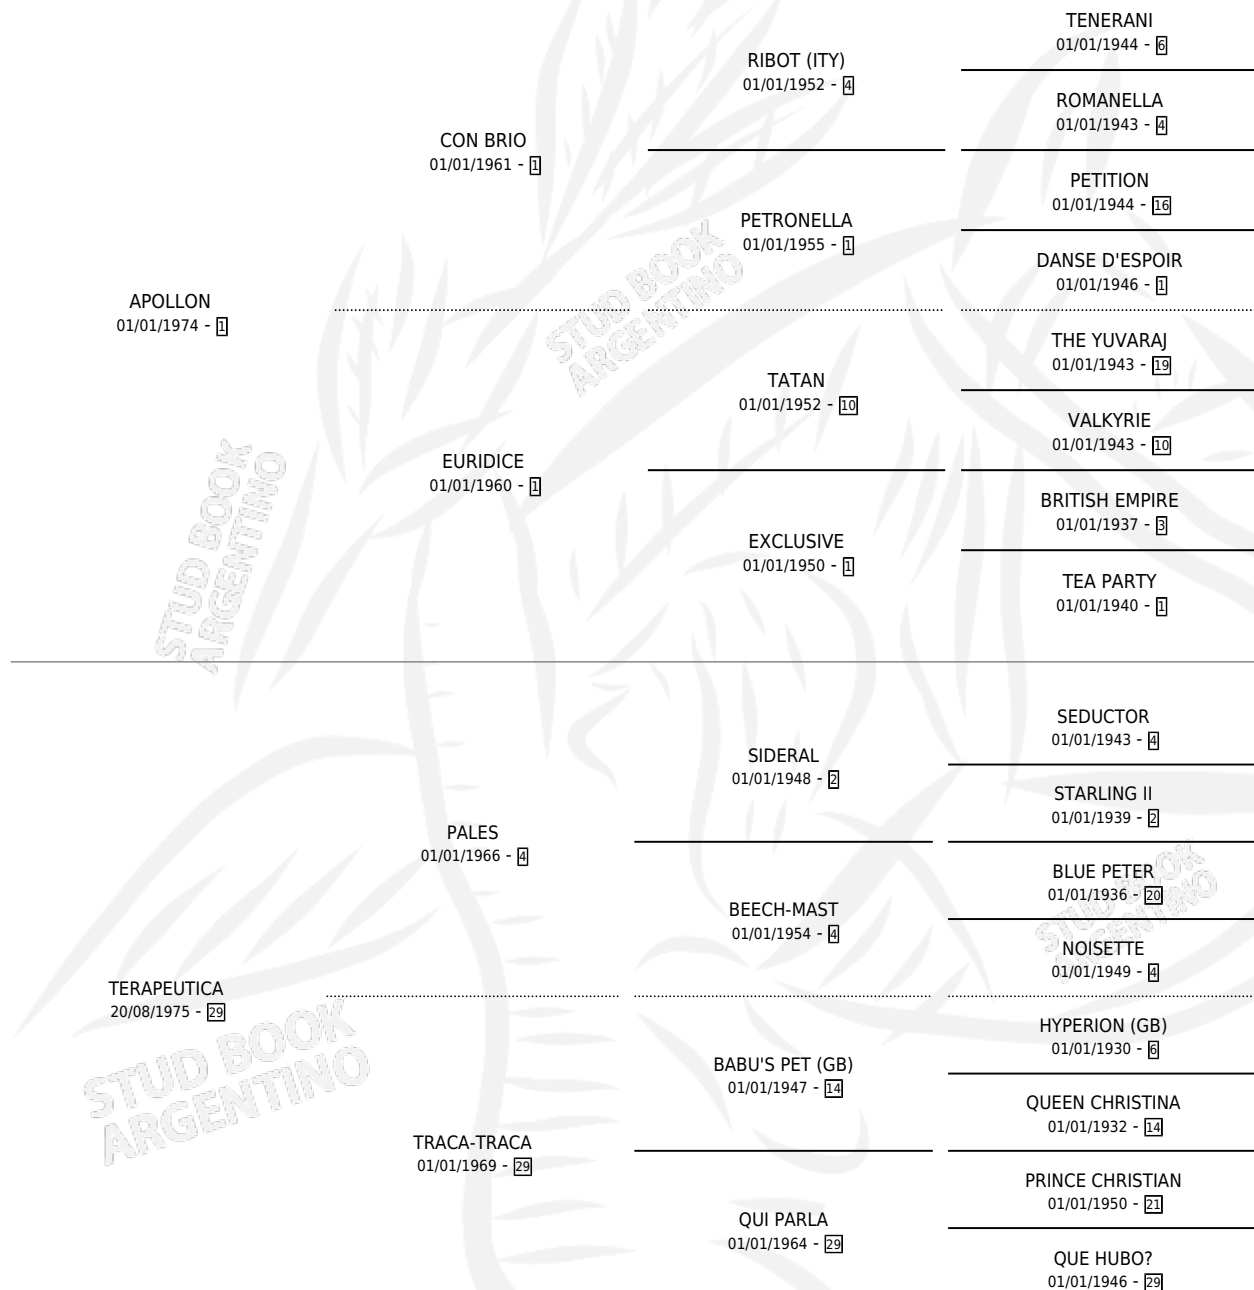 TENERANI
01/01/1944 - 6
RIBOT (ITY)
01/01/1952 - 4
ROMANELLA
01/01/1943 - 4
CON BRIO
01/01/1961 - 1
PETITION
01/01/1944 - 16
PETRONELLA
01/01/1955 - 1
DANSE D'ESPOIR
01/01/1946 - 1
APOLLON
01/01/1974 - 1
THE YUVARAJ
01/01/1943 - 19
TATAN
01/01/1952 - 10
VALKYRIE
01/01/1943 - 10
EURIDICE
01/01/1960 - 1
BRITISH EMPIRE
01/01/1937 - 3
EXCLUSIVE
01/01/1950 - 1
TEA PARTY
01/01/1940 - 1
SEDUCTOR
01/01/1943 - 4
SIDERAL
01/01/1948 - 2
STARLING II
01/01/1939 - 2
PALES
01/01/1966 - 4
BLUE PETER
01/01/1936 - 20
BEECH-MAST
01/01/1954 - 4
NOISETTE
01/01/1949 - 4
TERAPEUTICA
20/08/1975 - 29
HYPERION (GB)
01/01/1930 - 6
BABU'S PET (GB)
01/01/1947 - 14
QUEEN CHRISTINA
01/01/1932 - 14
TRACA-TRACA
01/01/1969 - 29
PRINCE CHRISTIAN
01/01/1950 - 21
QUI PARLA
01/01/1964 - 29
QUE HUBO?
01/01/1946 - 29
STUD BOOK
ARGENTINO
STUD BOOK
ARGENTINO
STUD BOOK
ARGENTINO
STUD BOOK
ARGENTINO